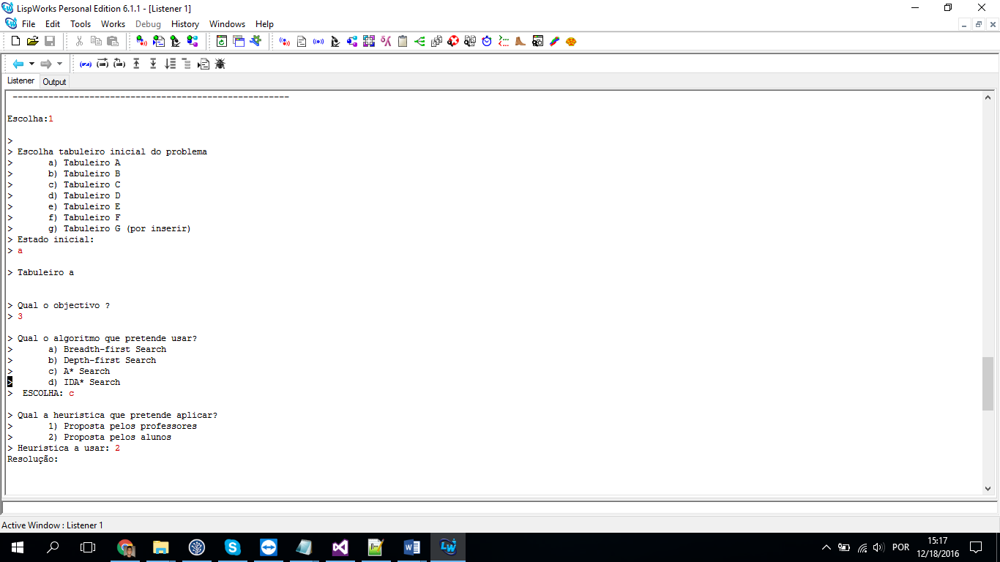 LispWorks Personal Edition 6.1.1 - [Listener 1]
File Edit Tools Works Debug History Windows Help
Listener Output
------------------------------------------------------
Escolha:1
>
> Escolha tabuleiro inicial do problema
> a) Tabuleiro A
> b) Tabuleiro B
> c) Tabuleiro C
> d) Tabuleiro D
> e) Tabuleiro E
> f) Tabuleiro F
> g) Tabuleiro G (por inserir)
> Estado inicial:
> a
> Tabuleiro a
> Qual o objectivo ?
> 3
> Qual o algoritmo que pretende usar?
> a) Breadth-first Search
> b) Depth-first Search
> c) A* Search
> d) IDA* Search
> ESCOLHA: c
> Qual a heuristica que pretende aplicar?
> 1) Proposta pelos professores
> 2) Proposta pelos alunos
> Heuristica a usar: 2
Resolução:
Active Window : Listener 1
POR
15:17
12/18/2016